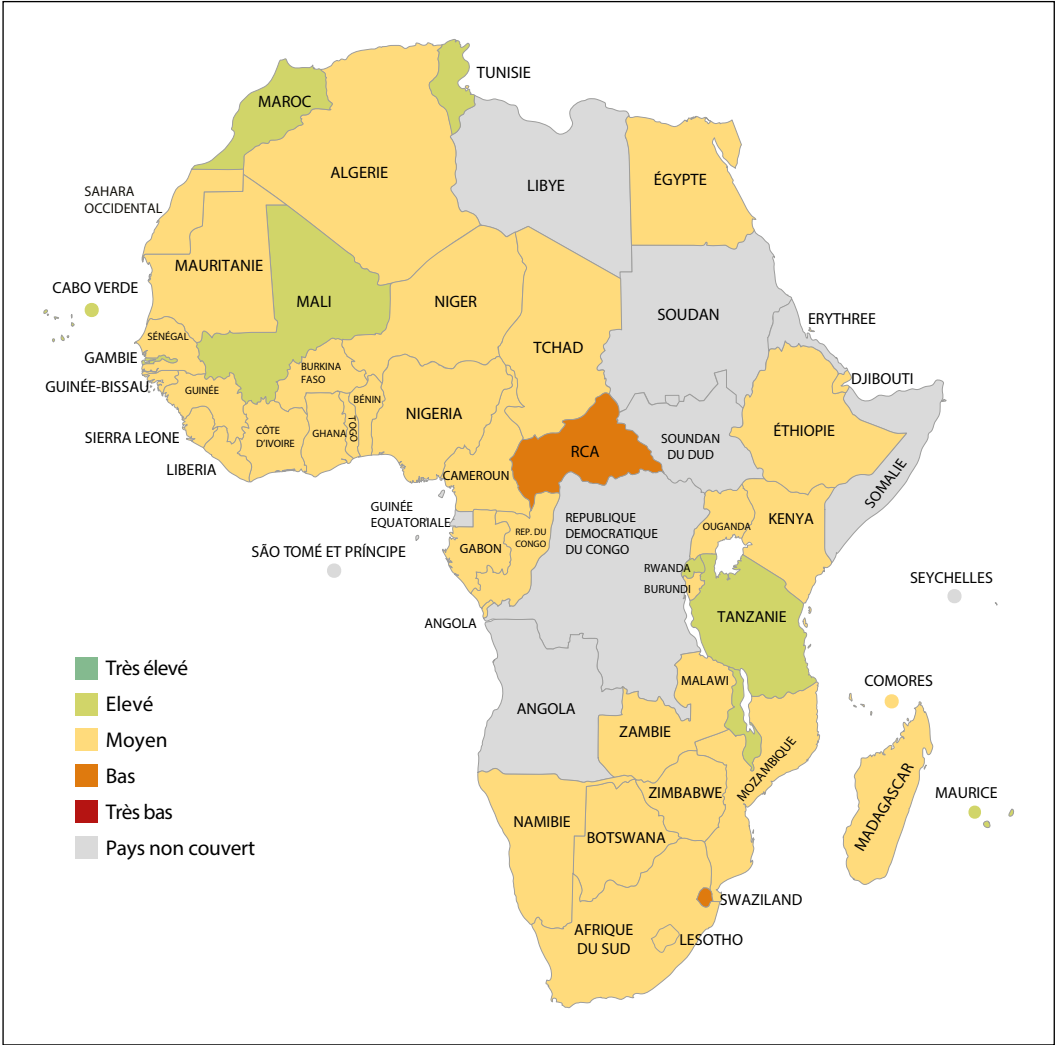 TUNISIE
MAROC
ALGERIE
LIBYE
ÉGYPTE
SAHARA
OCCIDENTAL
MAURITANIE
CABO VERDE
MALI
NIGER
TCHAD
SOUDAN
ERYTHREE
SÉNÉGAL
GAMBIE
GUINÉE-BISSAU
GUINÉE
BURKINA
FASO
BÉNIN
NIGERIA
DJIBOUTI
SIERRA LEONE
CÔTE
D'IVOIRE
GHANA
TOGO
ÉTHIOPIE
LIBERIA
CAMEROUN
RCA
SOUNDAN
DU DUD
SOMALIE
GUINÉE
EQUATORIALE
REP. DU
CONGO
REPUBLIQUE
DEMOCRATIQUE
DU CONGO
OUGANDA
KENYA
SÃO TOMÉ ET PRÍNCIPE
GABON
RWANDA
BURUNDI
SEYCHELLES
ANGOLA
TANZANIE
Très élevé
Elevé
Moyen
Bas
Très bas
Pays non couvert
MALAWI
COMORES
ANGOLA
ZAMBIE
MOZAMBIQUE
MADAGASCAR
ZIMBABWE
MAURICE
NAMIBIE
BOTSWANA
SWAZILAND
AFRIQUE
DU SUD
LESOTHO